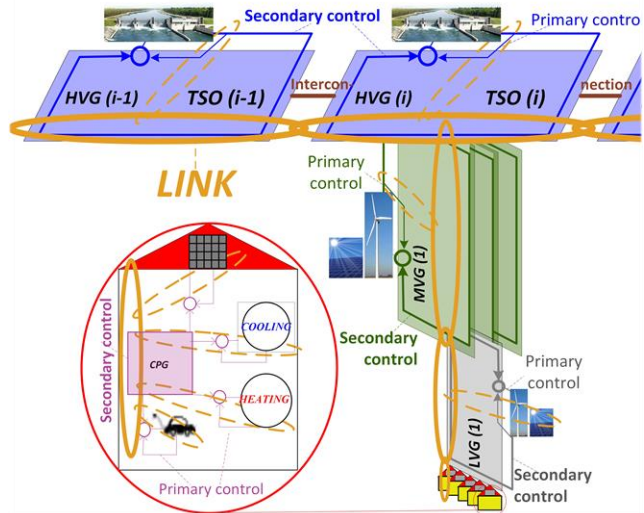 Secondary control
Primary contro
HVG (i-1)
TSO (i-1)
Intercon
HVG (i)
TSO (i)
nection
LINK
Primary
control
MVG (1)
Secondary
control
Secondary control
COOLING
CPG
HEATING
Primary control
Primary
control
LVG (1)
Secondary
control